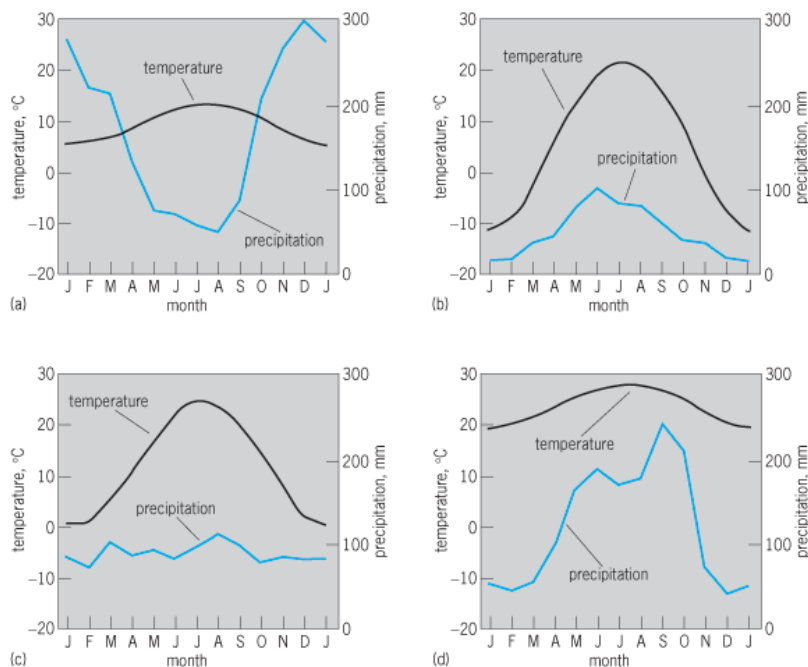 30
20
10
0
−10
−20
temperature, °C
temperature
precipitation
300
200
100
0
precipitation, mm
J F M A M J J A S O N D J
month
(a)
30
20
10
0
−10
−20
temperature, °C
temperature
precipitation
300
200
100
0
precipitation, mm
J F M A M J J A S O N D J
month
(b)
30
20
10
0
−10
−20
temperature, °C
temperature
precipitation
300
200
100
0
precipitation, mm
J F M A M J J A S O N D J
month
(c)
30
20
10
0
−10
−20
temperature, °C
temperature
precipitation
300
200
100
0
precipitation, mm
J F M A M J J A S O N D J
month
(d)